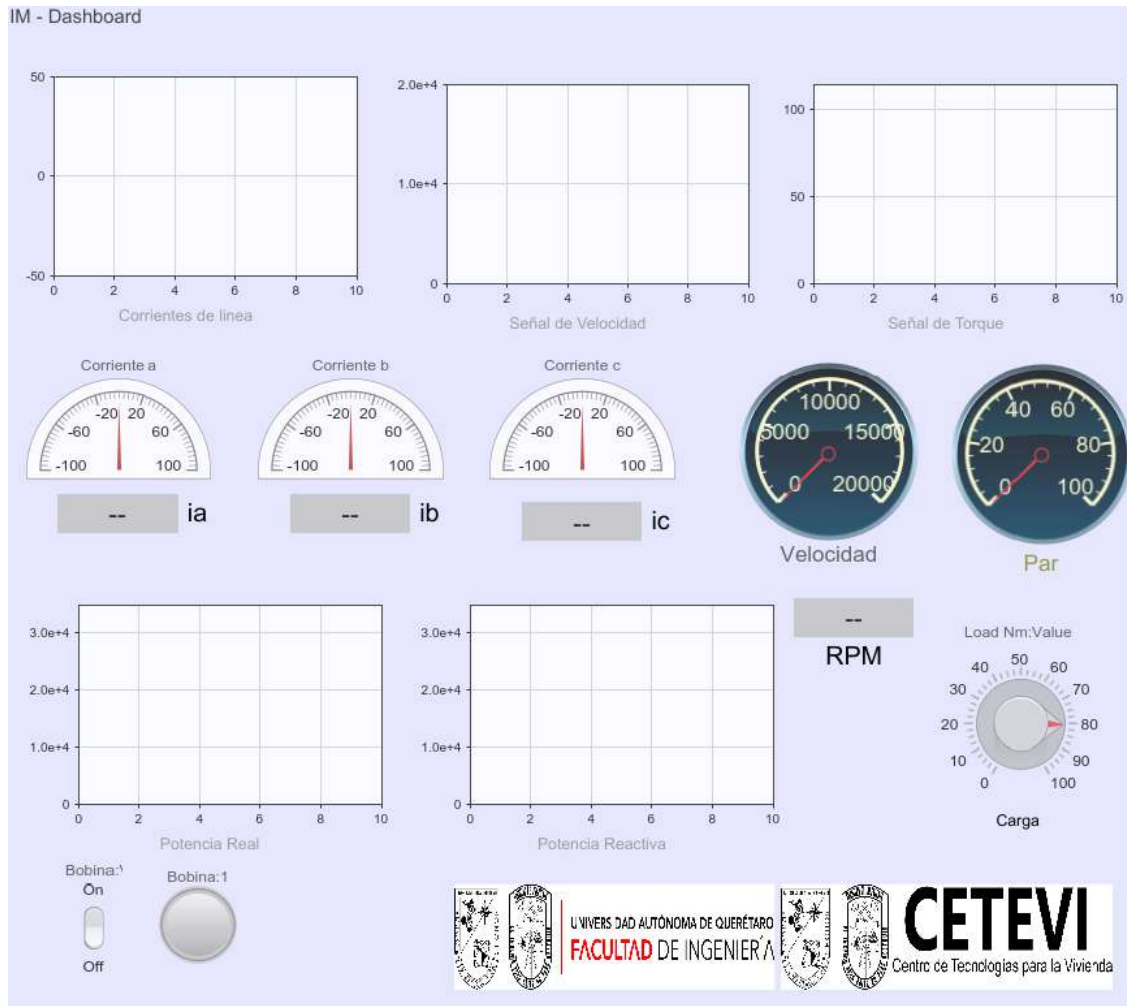 IM - Dashboard
50
0
-50
0 2 4 6 8 10
Corrientes de linea
2.0e+4
1.0e+4
0
0 2 4 6 8 10
Señal de Velocidad
100
50
0
0 2 4 6 8 10
Señal de Torque
Corriente a
-100 -60 -20 20 60 100
-- ia
Corriente b
-100 -60 -20 20 60 100
-- ib
Corriente c
-100 -60 -20 20 60 100
-- ic
0 5000 10000 15000 20000
Velocidad
0 20 40 60 80 100
Par
3.0e+4
2.0e+4
1.0e+4
0
0 2 4 6 8 10
Potencia Real
3.0e+4
2.0e+4
1.0e+4
0
0 2 4 6 8 10
Potencia Reactiva
--
RPM
Load Nm:Value
0 10 20 30 40 50 60 70 80 90 100
Carga
Bobina:
On
Off
Bobina:1
UNIVERS DAD AUTÓNOMA DE QUERÉTARO
FACULTAD DE INGENIERÍA
CETEVI
Centro de Tecnologías para la Vivienda